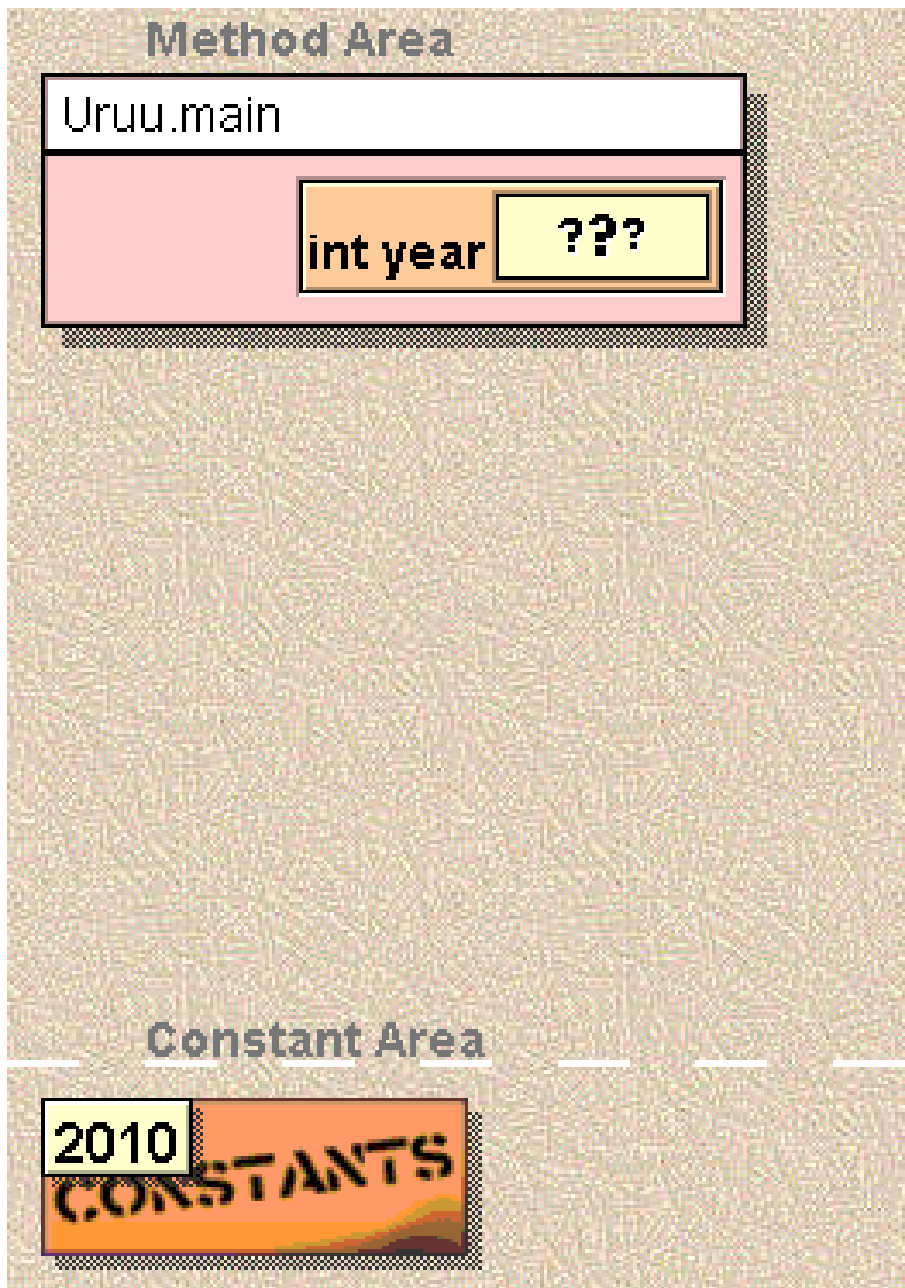 Method Area
Uruu.main
int year ???
Constant Area
2010
CONSTANTS